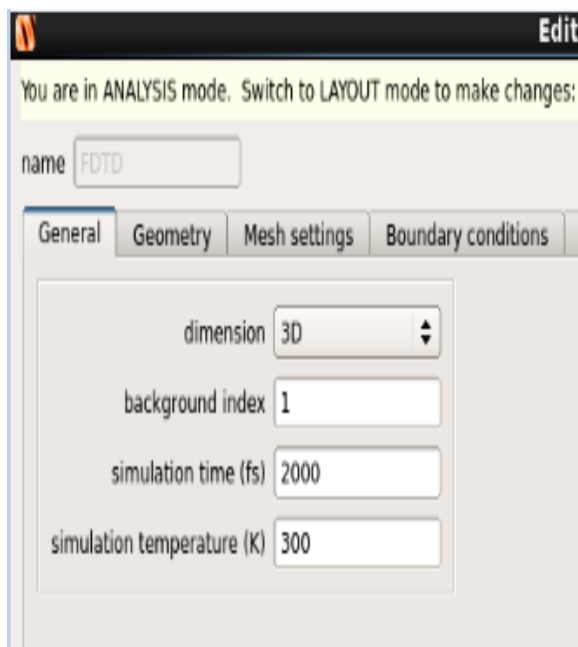 Edit
You are in ANALYSIS mode. Switch to LAYOUT mode to make changes:
name FDTD
General Geometry Mesh settings Boundary conditions
dimension 3D
background index 1
simulation time (fs) 2000
simulation temperature (K) 300